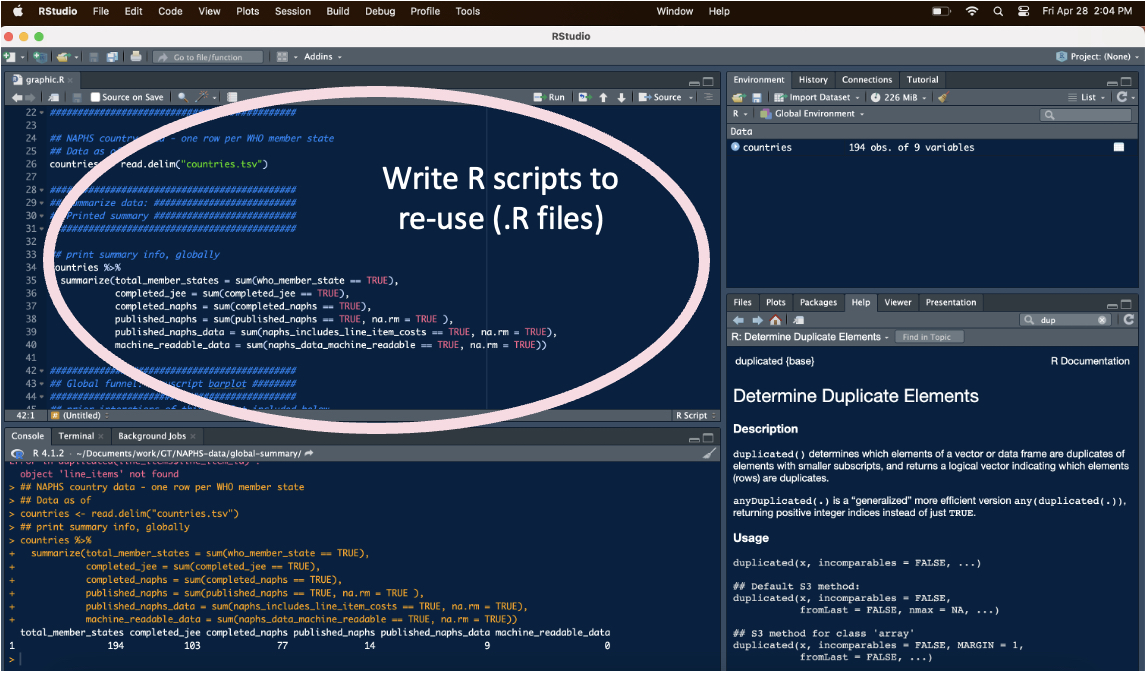 RStudio File Edit Code View Plots Session Build Debug Profile Tools Window Help Fri Apr 28 2:04 PM
RStudio
Go to file/function Addins Project: (None)
graphic.R
Source on Save Run Source
22 ############################################
23
24 ## NAPHS country data - one row per WHO member state
25 ## Data as of
26 countries read.delim("countries.tsv")
27
28 ############################################
29 summarize data: #########################
30 Printed summary #########################
31 ############################################
32
33 ## print summary info, globally
34 countries %>%
35 summarize(total_member_states = sum(who_member_state == TRUE),
36 completed_jee = sum(completed_jee == TRUE),
37 completed_naphs = sum(completed_naphs == TRUE),
38 published_naphs = sum(published_naphs == TRUE, na.rm = TRUE ),
39 published_naphs_data = sum(naphs_includes_line_item_costs == TRUE, na.rm = TRUE),
40 machine_readable_data = sum(naphs_data_machine_readable == TRUE, na.rm = TRUE))
41
42 ############################################
43 ## Global funnel: barplot ########
44 ############################################
45
Write R scripts to
re-use (.R files)
42:1 (Untitled) R Script
Console Terminal Background Jobs
R 4.1.2 · ~/Documents/work/GT/NAPHS-data/global-summary/
object 'line_items' not found
> ## NAPHS country data - one row per WHO member state
> ## Data as of
> countries <- read.delim("countries.tsv")
> ## print summary info, globally
> countries %>%
+ summarize(total_member_states = sum(who_member_state == TRUE),
+ completed_jee = sum(completed_jee == TRUE),
+ completed_naphs = sum(completed_naphs == TRUE),
+ published_naphs = sum(published_naphs == TRUE, na.rm = TRUE ),
+ published_naphs_data = sum(naphs_includes_line_item_costs == TRUE, na.rm = TRUE),
+ machine_readable_data = sum(naphs_data_machine_readable == TRUE, na.rm = TRUE))
total_member_states completed_jee completed_naphs published_naphs published_naphs_data machine_readable_data
1 194 103 77 14 9 0
>
Environment History Connections Tutorial
Import Dataset 226 MiB List
R Global Environment
Data
countries 194 obs. of 9 variables
Files Plots Packages Help Viewer Presentation
dup
R: Determine Duplicate Elements Find in Topic
duplicated {base} R Documentation
Determine Duplicate Elements
Description
duplicated() determines which elements of a vector or data frame are duplicates of
elements with smaller subscripts, and returns a logical vector indicating which elements
(rows) are duplicates.
anyDuplicated(.) is a "generalized" more efficient version any(duplicated(.)),
returning positive integer indices instead of just TRUE.
Usage
duplicated(x, incomparables = FALSE, ...)
## Default S3 method:
duplicated(x, incomparables = FALSE,
fromLast = FALSE, nmax = NA, ...)
## S3 method for class 'array'
duplicated(x, incomparables = FALSE, MARGIN = 1,
fromLast = FALSE, ...)